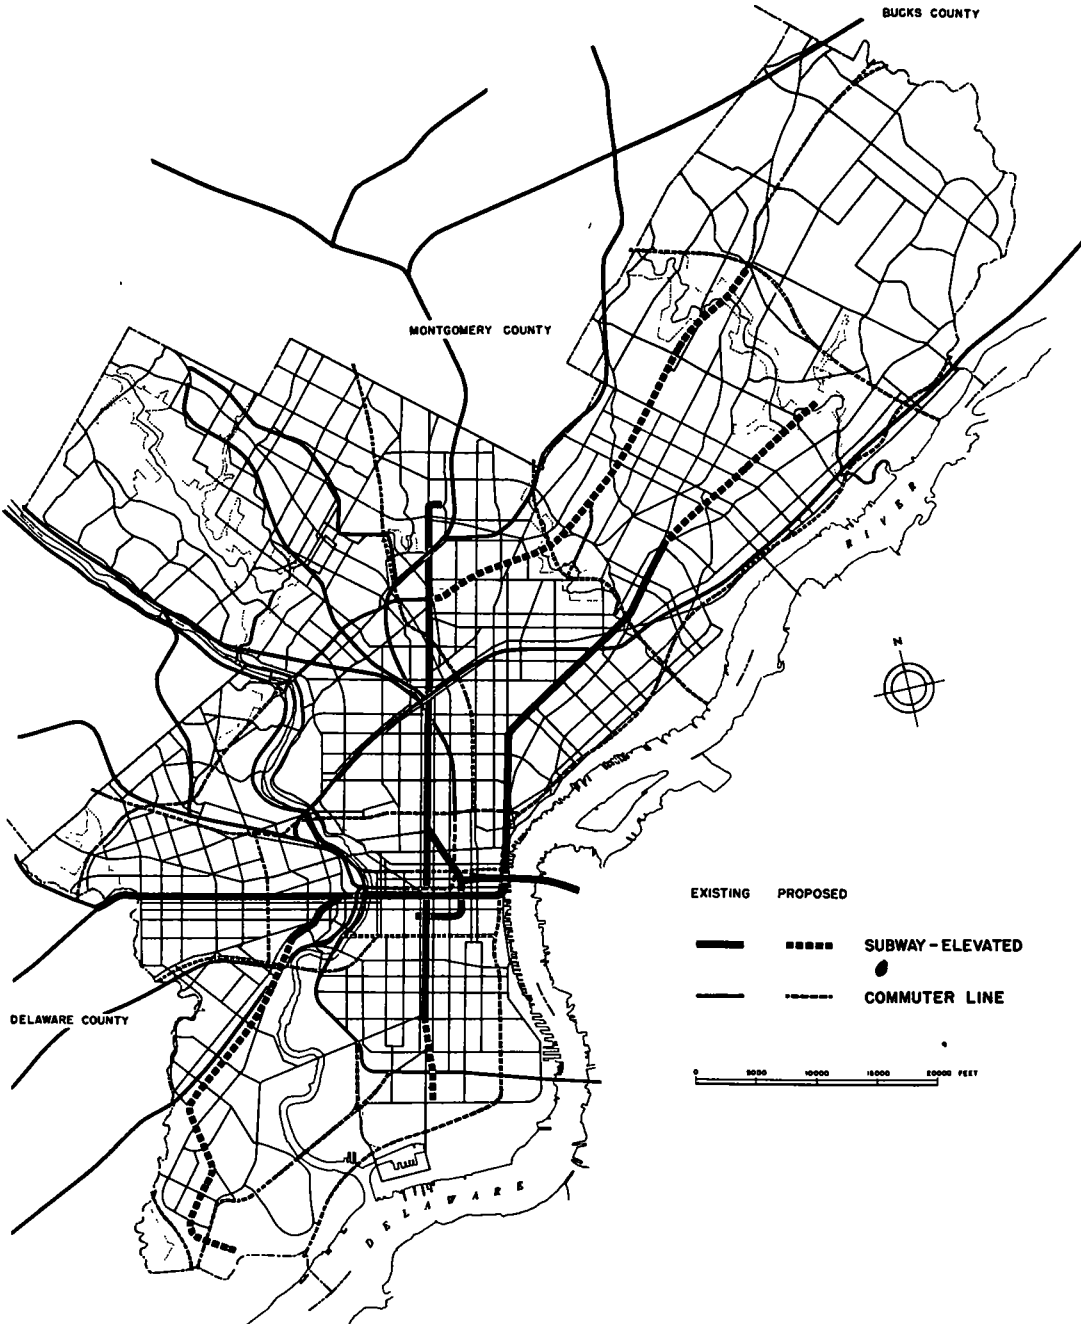 BUCKS COUNTY
MONTGOMERY COUNTY
RIVER
N
EXISTING PROPOSED
SUBWAY-ELEVATED
COMMUTER LINE
DELAWARE COUNTY
0 5000 10000 15000 20000 FEET
DELAWARE